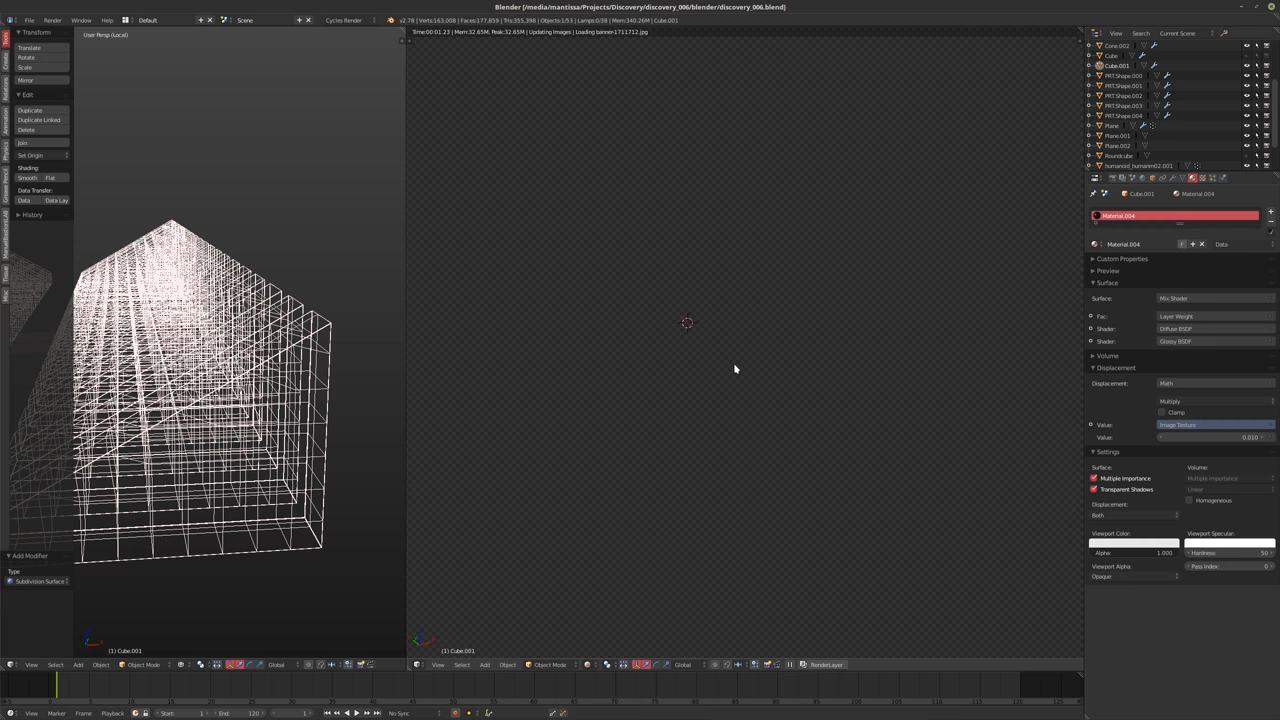 Blender [/media/mantissa/Projects/Discovery/discovery_006/blender/discovery_006.blend]
File Render Window Help Default Scene Cycles Render v2.78 | Verts:163,008 | Faces:177,859 | Tris:355,398 | Objects:1/53 | Lamps:0/38 | Mem:340.26M | Cube.001
Transform
Translate
Rotate
Scale
Mirror
Edit
Duplicate
Duplicate Linked
Delete
Join
Set Origin
Shading:
Smooth Flat
Data Transfer:
Data Data Lay
History
Tools
Create
Relations
Animation
Physics
Grease Pencil
Tissue
Misc
Add Modifier
Type
Subdivision Surface
User Persp (Local)
(1) Cube.001
Time:00:01.23 | Mem:32.65M, Peak:32.65M | Updating Images | Loading banner-1711712.jpg
(1) Cube.001
View Select Add Object Object Mode Global
View Select Add Object Object Mode Global RenderLayer
View Search Current Scene
Cone.002
Cube
Cube.001
PRT.Shape.000
PRT.Shape.001
PRT.Shape.002
PRT.Shape.003
PRT.Shape.004
Plane
Plane.001
Plane.002
Roundcube
Cube.001 Material.004
Material.004
Material.004 F Data
Custom Properties
Preview
Surface
Surface: Mix Shader
Fac: Layer Weight
Shader: Diffuse BSDF
Shader: Glossy BSDF
Volume
Displacement
Displacement: Math
Multiply
Clamp
Value: Image Texture
Value: 0.010
Settings
Surface: Volume:
Multiple Importance Multiple Importance
Transparent Shadows Linear
Displacement: Homogeneous
Both
Viewport Color: Viewport Specular:
Alpha: 1.000 Hardness: 50
Viewport Alpha: Pass Index: 0
Opaque
View Marker Frame Playback Start: 1 End: 120 1 No Sync